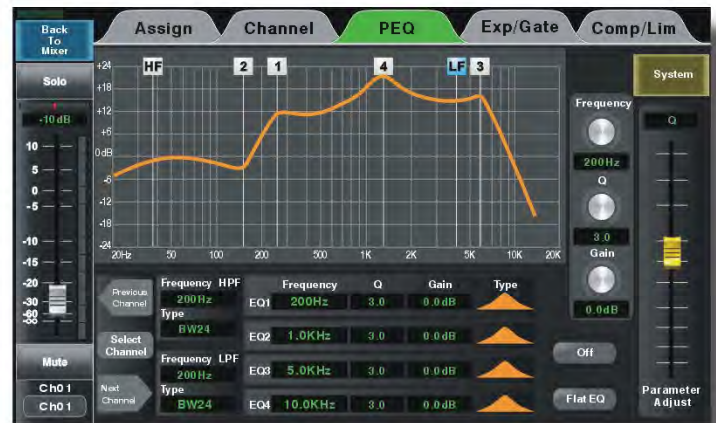 Back
To
Mixer
Assign
Channel
PEQ
Exp/Gate
Comp/Lim
Solo
-10dB
10
5
0
-5
-10
-15
-20
-30
-60
-∞
Mute
Ch01
Ch01
HF
2
1
4
LF
3
+24
+18
+12
+6
0dB
-6
-12
-18
-24
20Hz
50
100
200
500
1K
2K
5K
10K
20K
Frequency
200Hz
Q
3.0
Gain
0.0dB
System
Q
Previous
Channel
Select
Channel
Next
Channel
Frequency HPF
200Hz
Type
BW24
Frequency LPF
200Hz
Type
BW24
Frequency Q Gain Type
EQ1 200Hz 3.0 0.0dB
EQ2 1.0KHz 3.0 0.0dB
EQ3 5.0KHz 3.0 0.0dB
EQ4 10.0KHz 3.0 0.0dB
Off
Flat EQ
Parameter
Adjust